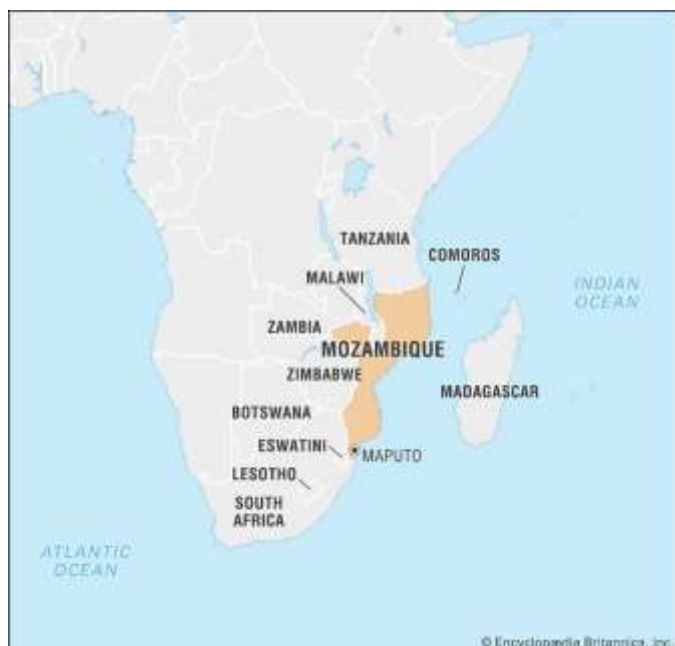 TANZANIA
COMOROS
MALAWI
INDIAN
OCEAN
ZAMBIA
MOZAMBIQUE
ZIMBABWE
MADAGASCAR
BOTSWANA
ESWATINI
MAPUTO
LESOTHO
SOUTH
AFRICA
ATLANTIC
OCEAN
© Encyclopædia Britannica, Inc.